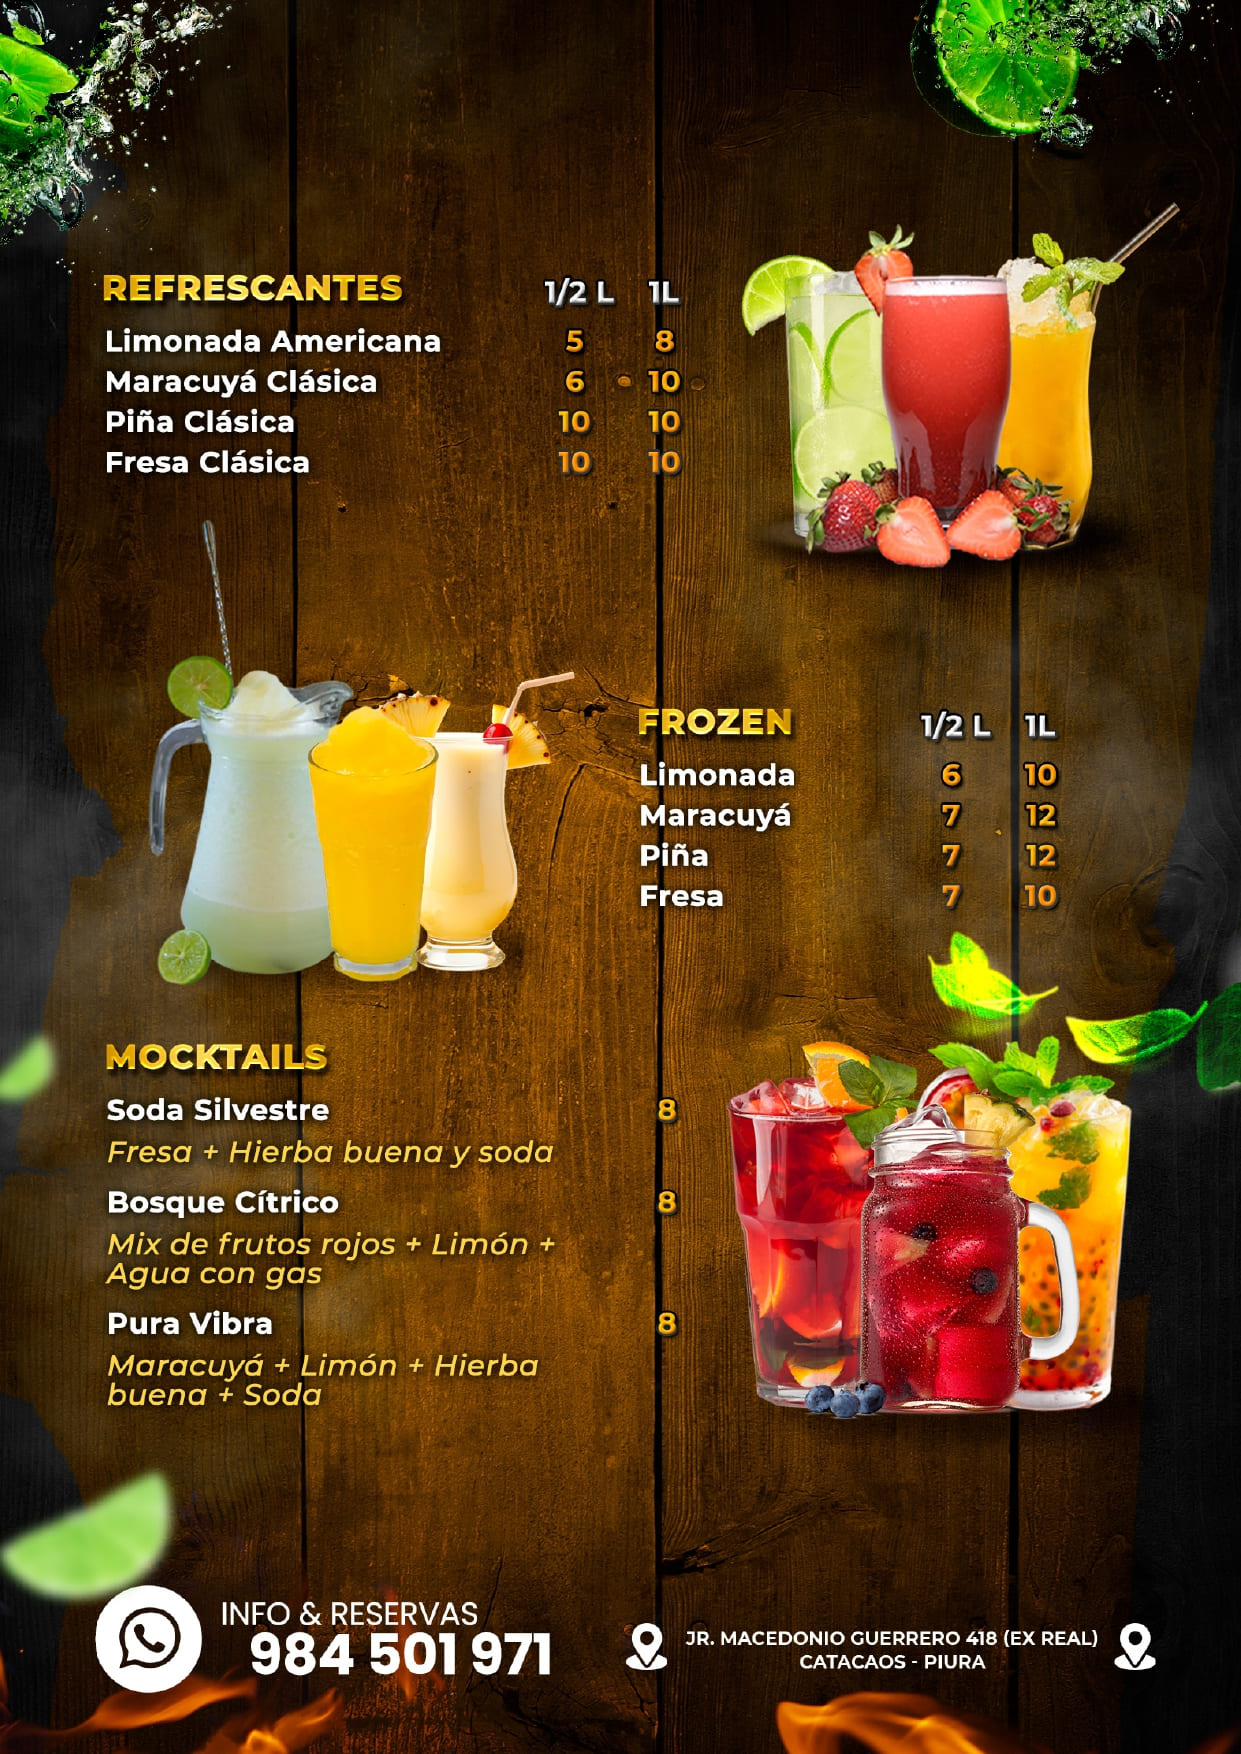 REFRESCANTES 1/2 L 1L
Limonada Americana 5 8
Maracuyá Clásica 6 10
Piña Clásica 10 10
Fresa Clásica 10 10
FROZEN 1/2 L 1L
Limonada 6 10
Maracuyá 7 12
Piña 7 12
Fresa 7 10
MOCKTAILS
Soda Silvestre 8
Fresa + Hierba buena y soda
Bosque Cítrico 8
Mix de frutos rojos + Limón +
Agua con gas
Pura Vibra 8
Maracuyá + Limón + Hierba
buena + Soda
INFO & RESERVAS
984 501 971
JR. MACEDONIO GUERRERO 418 (EX REAL)
CATACAOS - PIURA